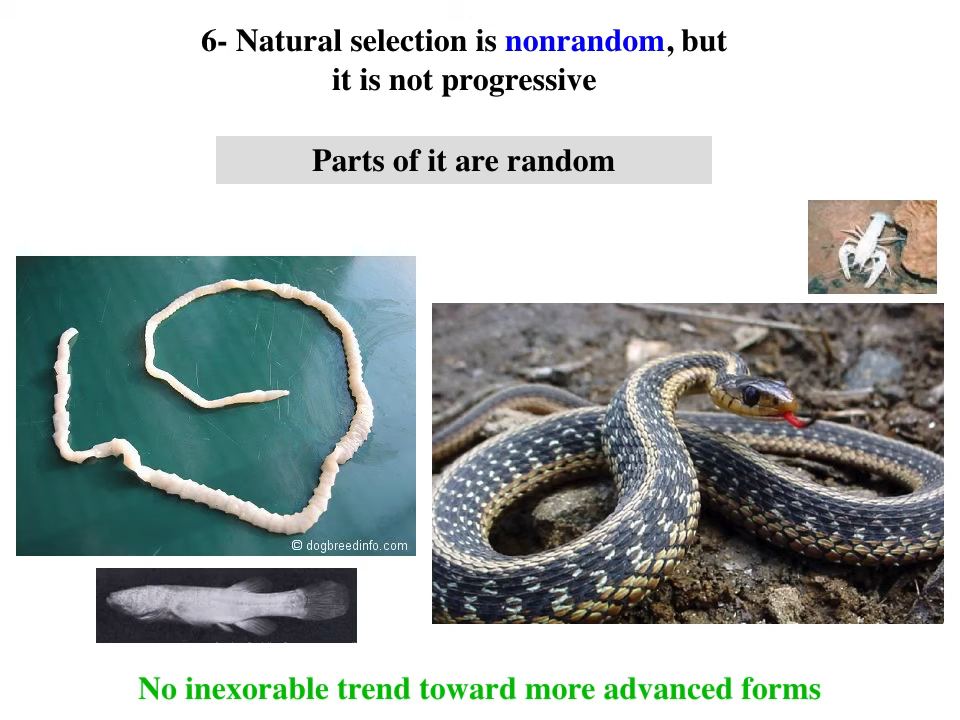 6- Natural selection is nonrandom, but
it is not progressive
Parts of it are random
© dogbreedinfo.com
No inexorable trend toward more advanced forms